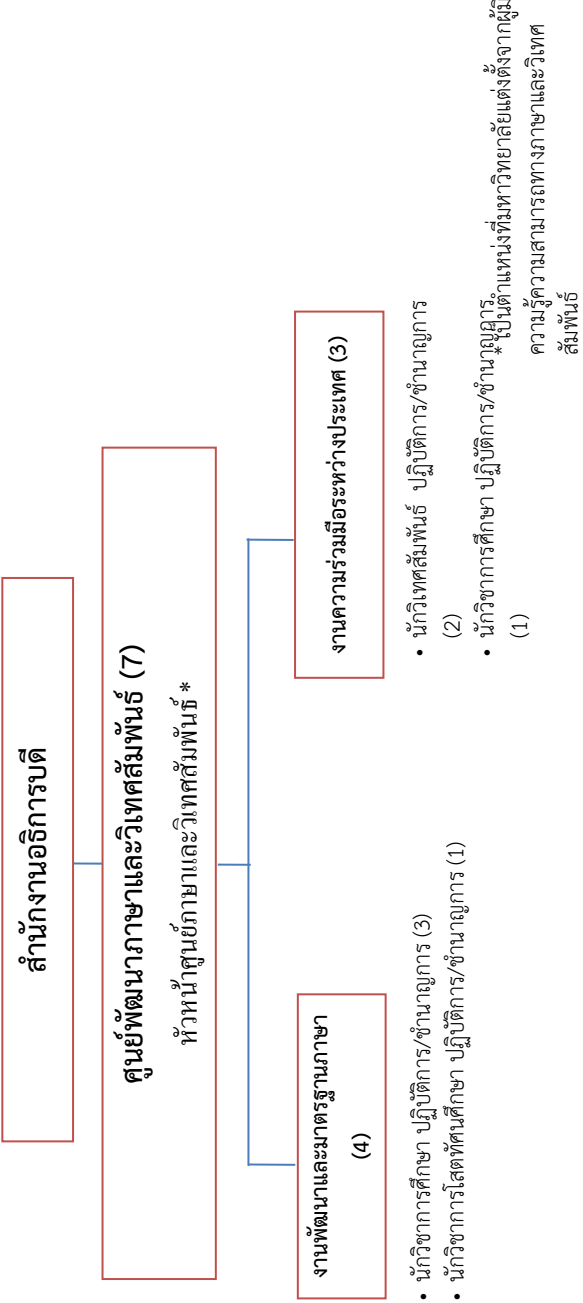 สำนักงานอธิการบดี
ศูนย์พัฒนาภาษาและวิเทศสัมพันธ์ (7)
หัวหน้าศูนย์ภาษาและวิเทศสัมพันธ์ *
งานพัฒนาและมาตรฐานภาษา
(4)
• นักวิชาการศึกษา ปฏิบัติการ/ชำนาญการ (3)
• นักวิชาการโสตทัศนศึกษา ปฏิบัติการ/ชำนาญการ (1)
งานความร่วมมือระหว่างประเทศ (3)
• นักวิเทศสัมพันธ์ ปฏิบัติการ/ชำนาญการ
(2)
• นักวิชาการศึกษา ปฏิบัติการ/ชำนาญการ
(1)
* เป็นตำแหน่งที่มหาวิทยาลัยแต่งตั้งจากผู้มี
ความรู้ความสามารถทางภาษาและวิเทศ
สัมพันธ์